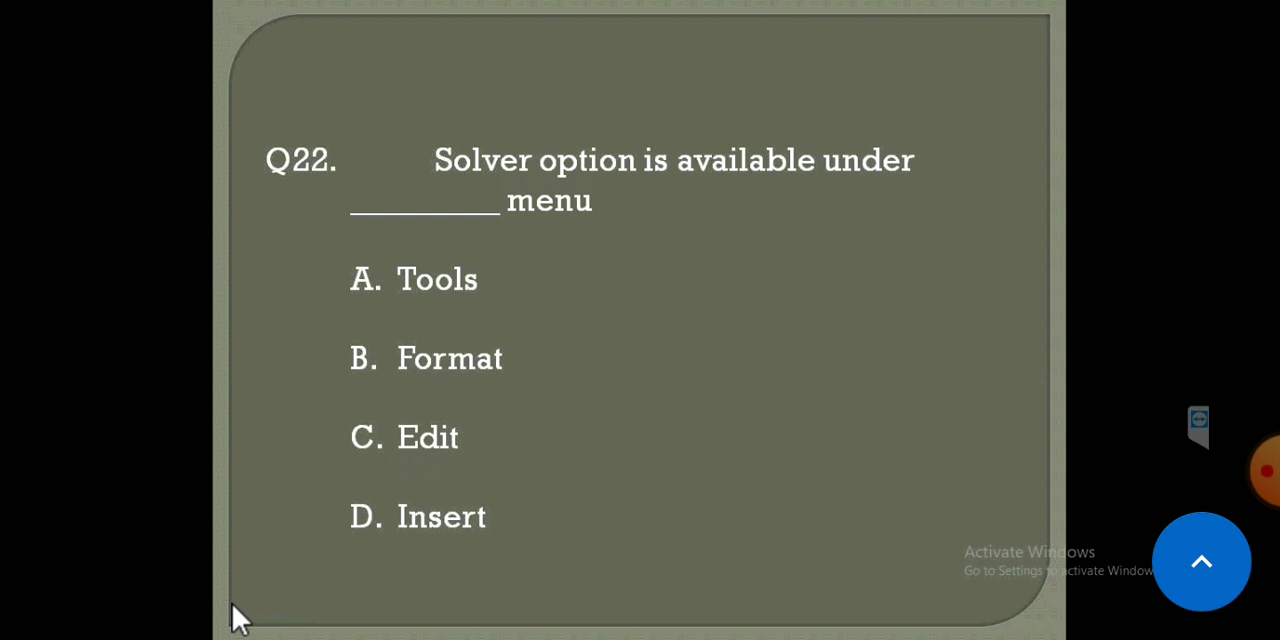 Q22. Solver option is available under
__________ menu
A. Tools
B. Format
C. Edit
D. Insert
Activate Windows
Go to Settings to activate Window